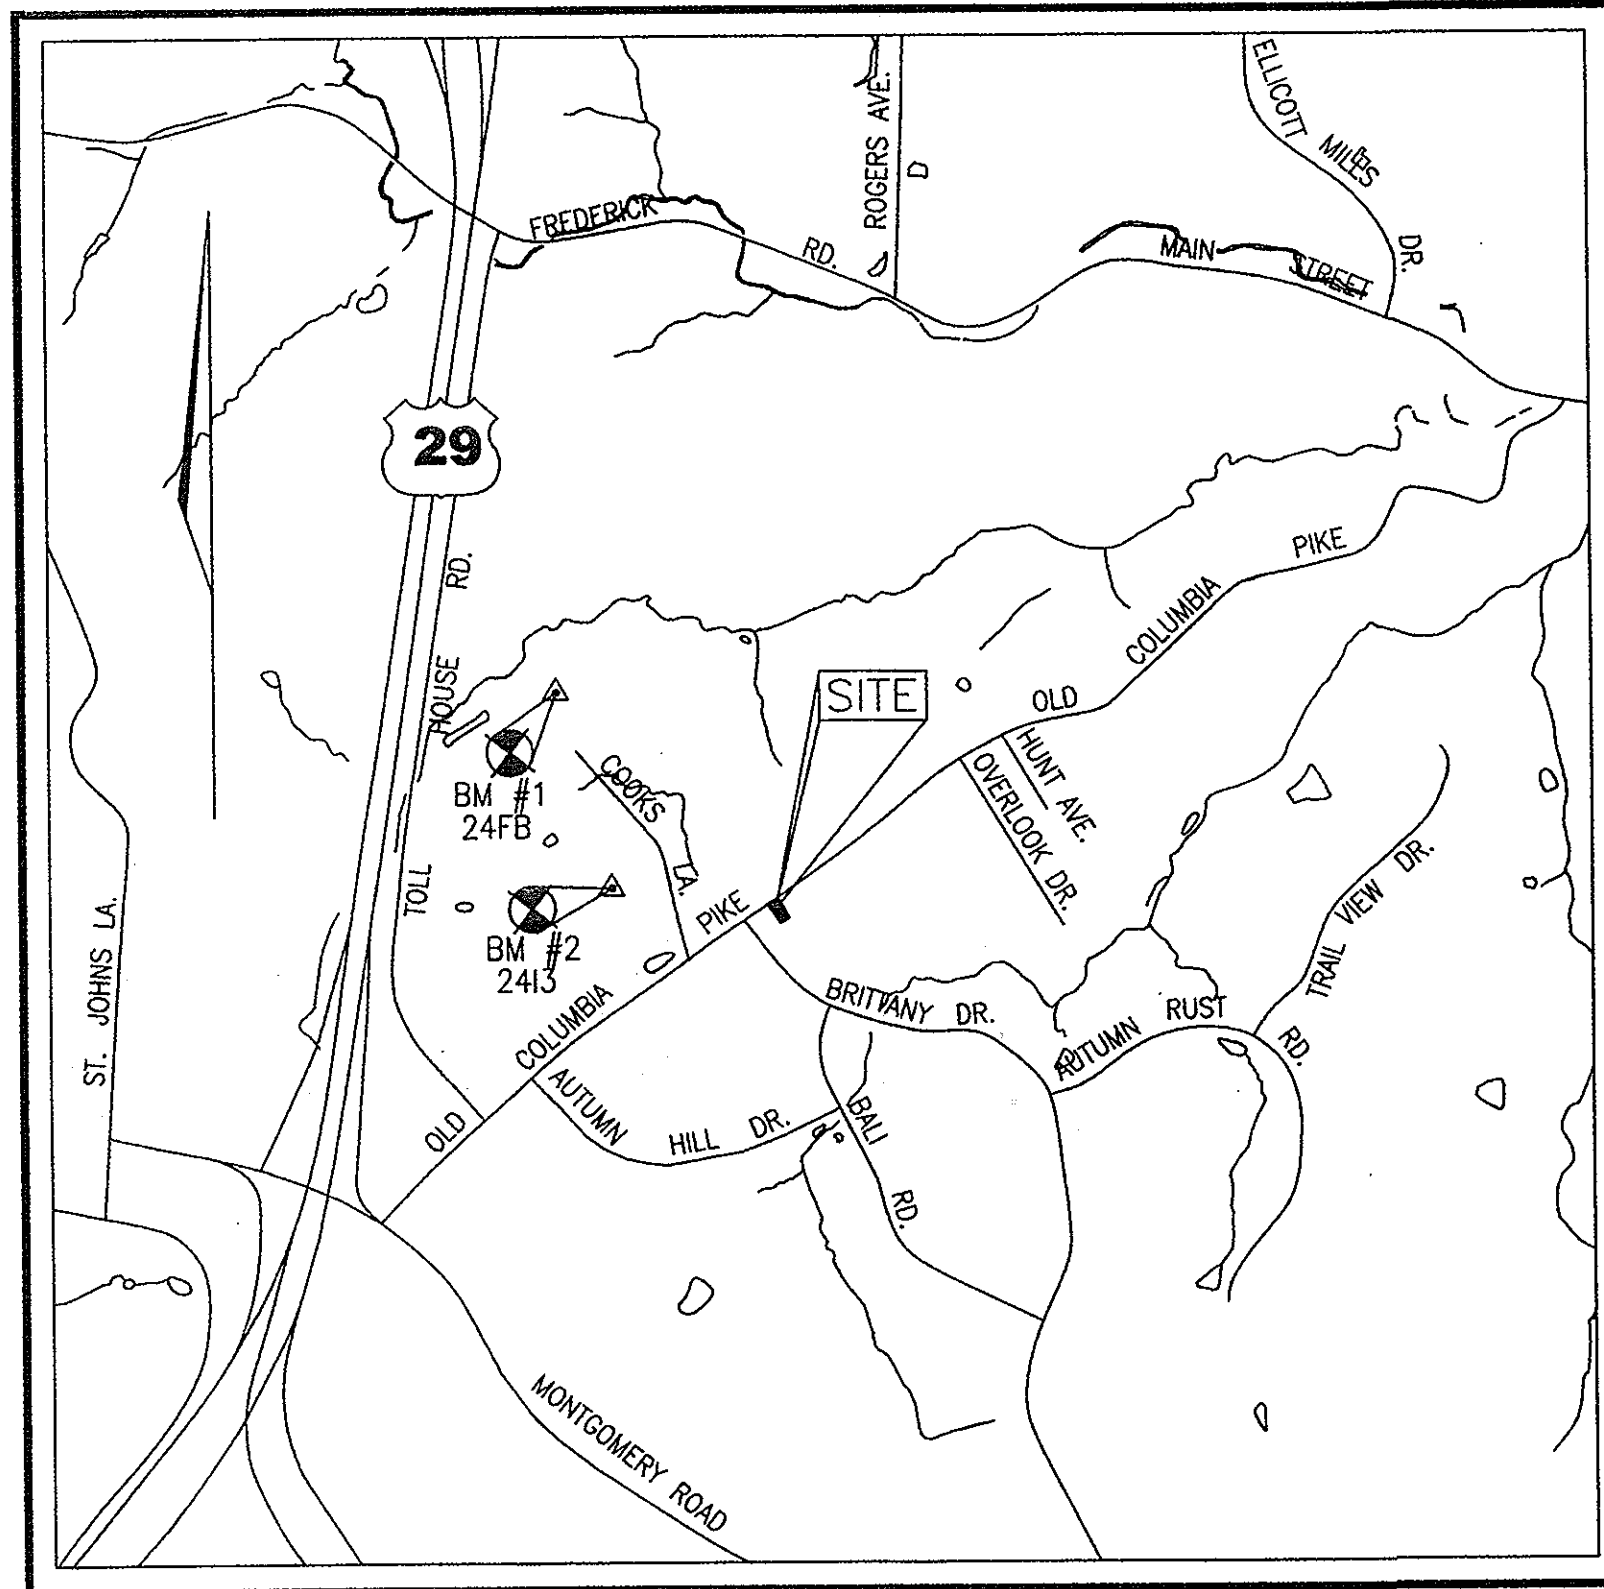 ELLICOTT MILLS DR.
ROGERS AVE.
FREDERICK RD.
MAIN STREET
29
OLD COLUMBIA PIKE
TOLL HOUSE RD.
SITE
HUNT AVE.
OVERLOOK DR.
COOKS LA.
BM #1
24FB
BM #2
24I3
ST. JOHNS LA.
TRAIL VIEW DR.
BRITTANY DR.
AUTUMN RUST RD.
OLD COLUMBIA PIKE
AUTUMN HILL DR.
BALI RD.
MONTGOMERY ROAD